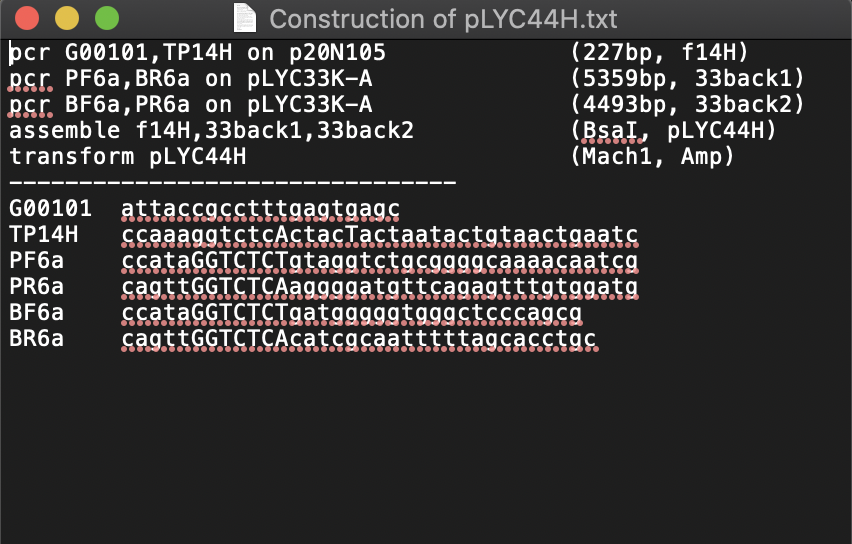 Construction of pLYC44H.txt
pcr G00101,TP14H on p20N105 (227bp, f14H)
pcr PF6a,BR6a on pLYC33K-A (5359bp, 33back1)
pcr BF6a,PR6a on pLYC33K-A (4493bp, 33back2)
assemble f14H,33back1,33back2 (BsaI, pLYC44H)
transform pLYC44H (Mach1, Amp)
---------------------------------
G00101 attaccgcctttgagtgagc
TP14H ccaaaggtctcActacTactaatactgtaactgaatc
PF6a ccataGGTCTCTgtaggtctgcggggcaaaacaatcg
PR6a cagttGGTCTCAaggggatgttcagagtttgtggatg
BF6a ccataGGTCTCTgatgggggtgggctcccagcg
BR6a cagttGGTCTCAcatcgcaatttttagcacctgc